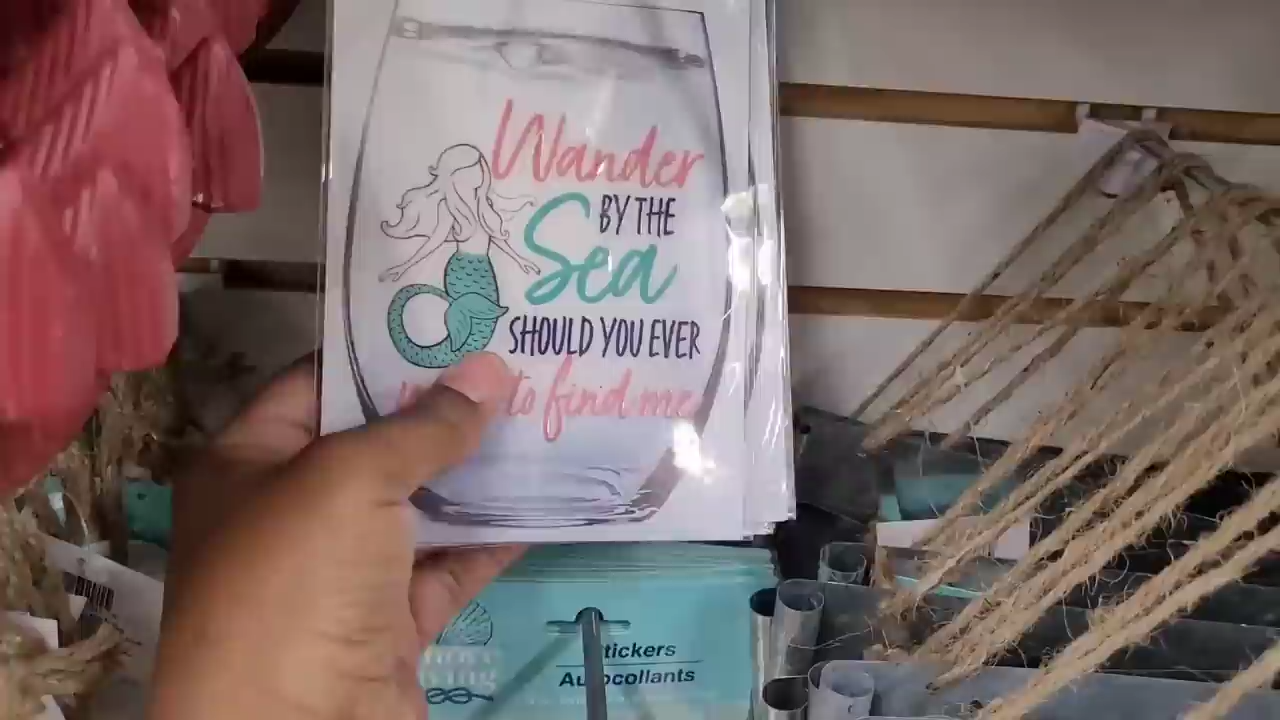 Wander
BY THE
Sea
SHOULD YOU EVER
to find me
Stickers
Autocollants